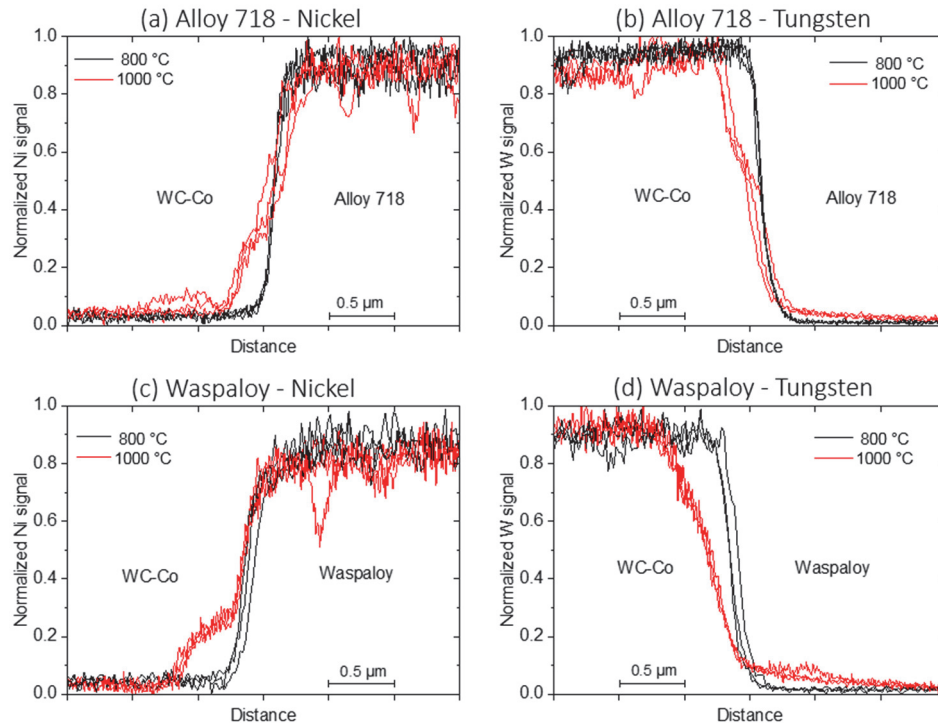 (a) Alloy 718 - Nickel
1.0
0.8
0.6
0.4
0.2
0.0
Normalized Ni signal
800 °C
1000 °C
WC-Co
Alloy 718
0.5 µm
Distance
(b) Alloy 718 - Tungsten
1.0
0.8
0.6
0.4
0.2
0.0
Normalized W signal
800 °C
1000 °C
WC-Co
Alloy 718
0.5 µm
Distance
(c) Waspaloy - Nickel
1.0
0.8
0.6
0.4
0.2
0.0
Normalized Ni signal
800 °C
1000 °C
WC-Co
Waspaloy
0.5 µm
Distance
(d) Waspaloy - Tungsten
1.0
0.8
0.6
0.4
0.2
0.0
Normalized W signal
800 °C
1000 °C
WC-Co
Waspaloy
0.5 µm
Distance